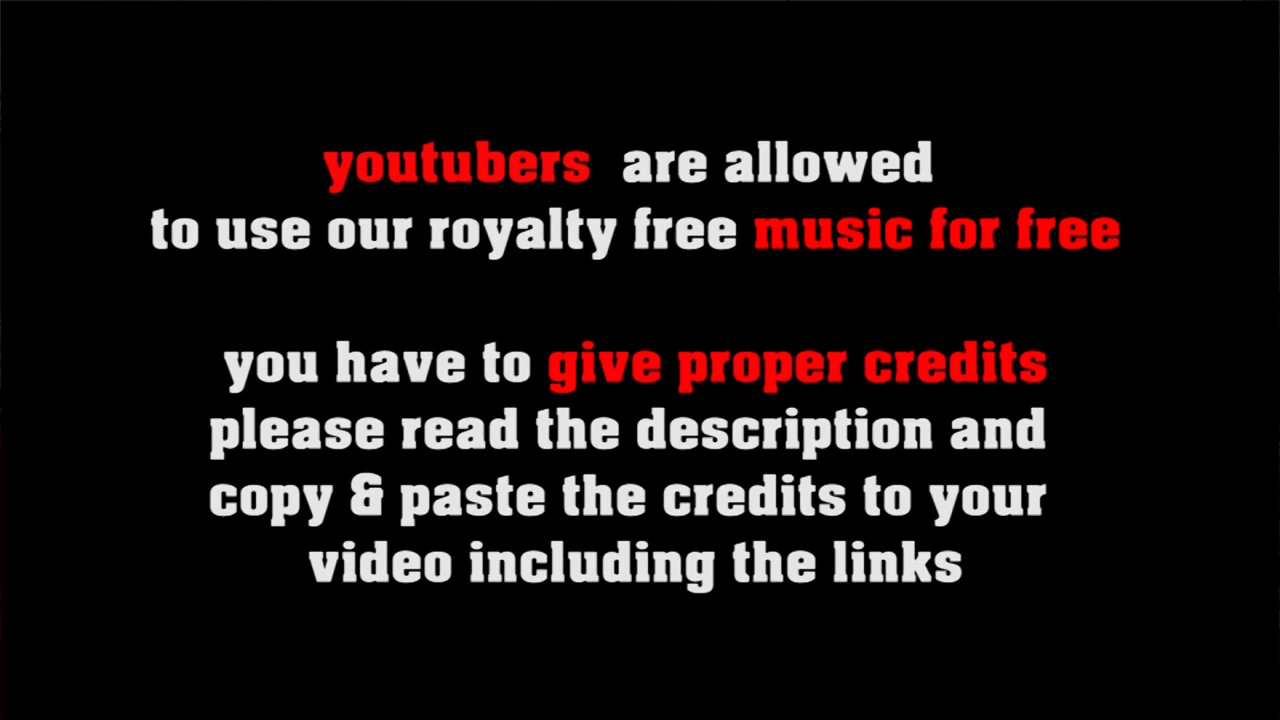 youtubers are allowed
to use our royalty free music for free
you have to give proper credits
please read the description and
copy & paste the credits to your
video including the links